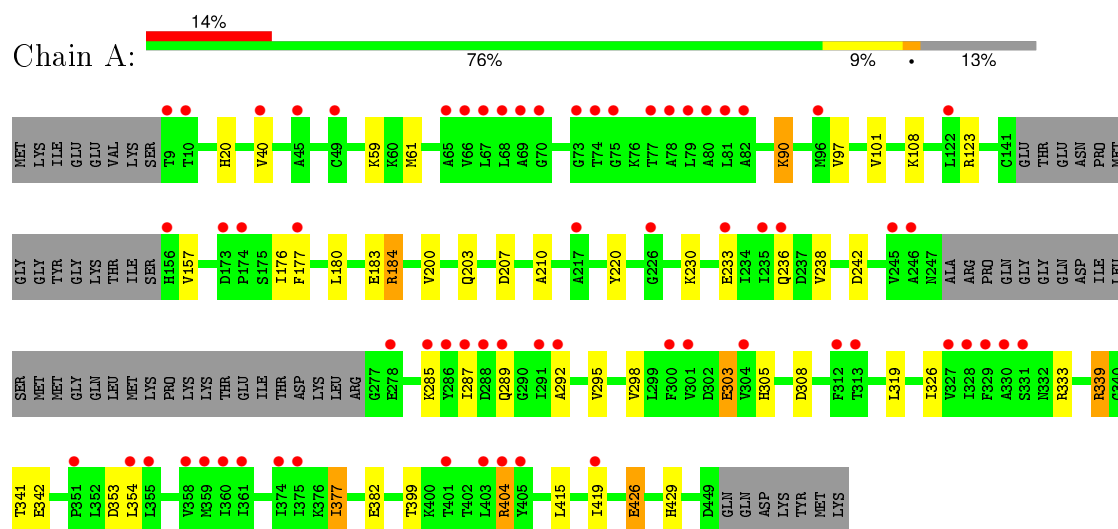 14%
Chain A:
76% 9% • 13%
MET LYS ILE GLU GLU VAL LYS SER T9 T10 H20 V40 A45 C49 K59 K60 M61 A65 V66 L67 L68 A69 G70 G73 T74 G75 K76 T77 A78 L79 A80 L81 A82 K90 M96 V97 V101 K108 L122 R123 C141 GLU THR GLU ASN PRO MET
GLY GLY TYR GLY LYS THR ILE SER H156 V157 D173 P174 S175 I176 F177 L180 E183 R184 V200 Q203 D207 A210 A217 Y220 G226 K230 E233 I234 I235 Q236 D237 V238 D242 V245 A246 N247 ALA ARG PRO GLN GLY GLY GLN ASP ILE LEU
SER MET MET GLY GLN LEU MET LYS PRO LYS LYS THR GLU ILE THR ASP LYS LEU ARG G277 E278 K285 Y286 I287 D288 Q289 G290 I291 A292 V295 V298 L299 F300 V301 D302 E303 V304 H305 D308 F312 T313 L319 I326 V327 I328 F329 A330 S331 N332 R333 R339 G340
T341 E342 P351 L352 D353 L354 L355 V358 M359 I360 I361 I374 I375 K376 I377 E382 T399 K400 T401 T402 L403 R404 Y405 L415 I419 E426 H429 D449 GLN GLN ASP LYS TYR MET LYS